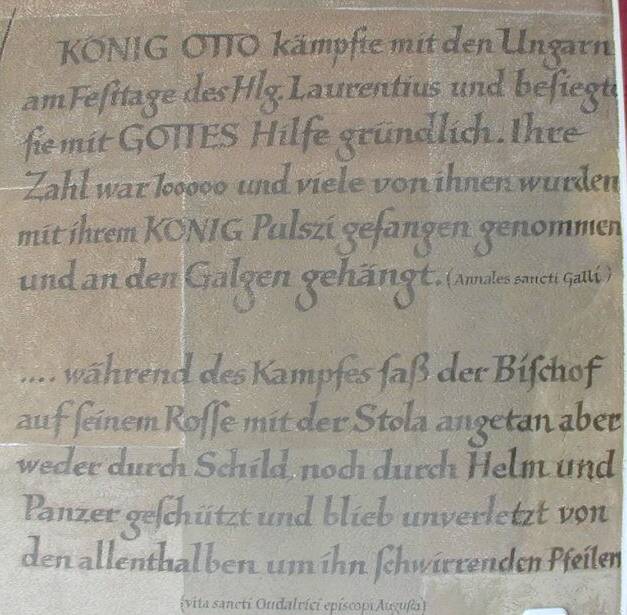 KÖNIG OTTO kämpfte mit den Ungarn
am Feſttage des Hlg. Laurentius und beſiegte
ſie mit GOTTES Hilfe gründlich. Ihre
Zahl war 100000 und viele von ihnen wurden
mit ihrem KÖNIG Pulszi gefangen genommen
und an den Galgen gehängt. (Annales sancti Galli)
.... während des Kampfes ſaß der Biſchof
auf ſeinem Roſſe mit der Stola angetan aber
weder durch Schild, noch durch Helm und
Panzer geſchützt und blieb unverletzt von
den allenthalben um ihn ſchwirrenden Pfeilen
(vita sancti Oudalrici episcopi Auguſta)